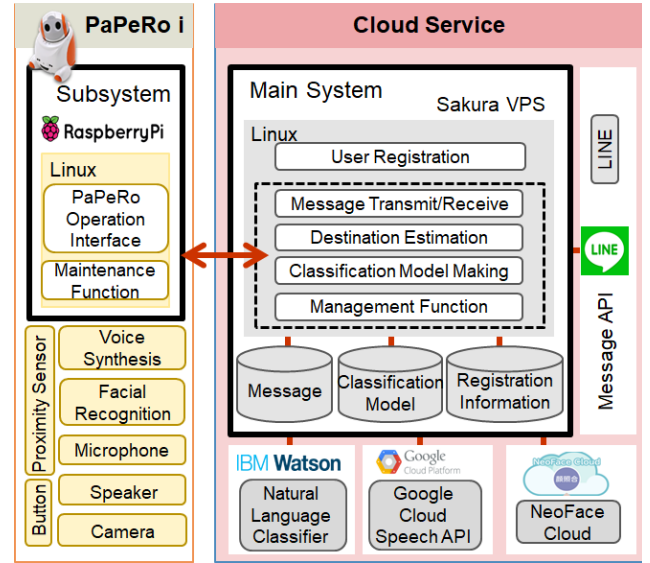 PaPeRo i
Subsystem
RaspberryPi
Linux
PaPeRo
Operation
Interface
Maintenance
Function
Proximity Sensor
Button
Voice
Synthesis
Facial
Recognition
Microphone
Speaker
Camera
Cloud Service
Main System
Sakura VPS
Linux
User Registration
Message Transmit/Receive
Destination Estimation
Classification Model Making
Management Function
Message
Classification
Model
Registration
Information
LINE
LINE
Message API
IBM Watson
Natural
Language
Classifier
Google
Cloud Platform
Google
Cloud
Speech API
NeoFace Cloud
顔照合
NeoFace
Cloud